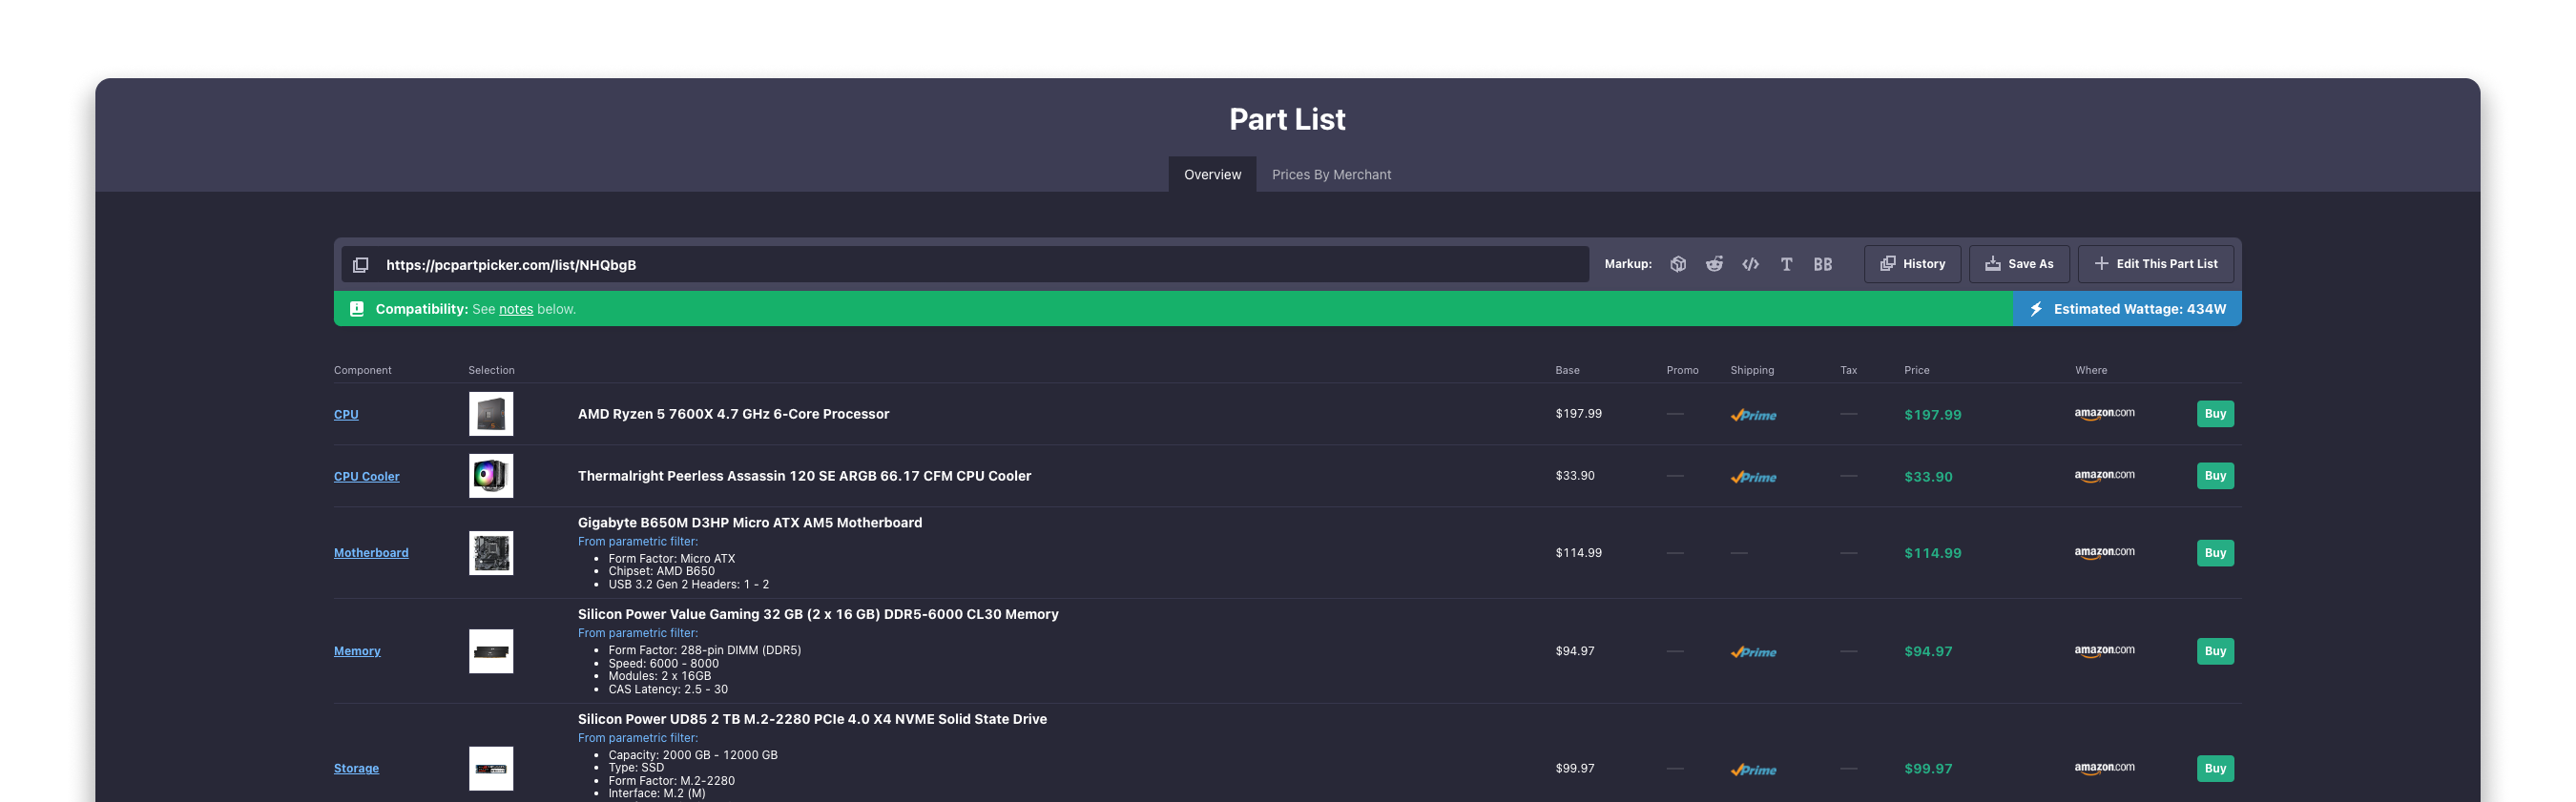 Part List
Overview Prices By Merchant
https://pcpartpicker.com/list/NHQbgB Markup: T BB History Save As Edit This Part List
Compatibility: See notes below. Estimated Wattage: 434W
Component Selection Base Promo Shipping Tax Price Where
CPU AMD Ryzen 5 7600X 4.7 GHz 6-Core Processor $197.99 — Prime — $197.99 amazon.com Buy
CPU Cooler Thermalright Peerless Assassin 120 SE ARGB 66.17 CFM CPU Cooler $33.90 — Prime — $33.90 amazon.com Buy
Gigabyte B650M D3HP Micro ATX AM5 Motherboard
From parametric filter:
Motherboard $114.99 — — — $114.99 amazon.com Buy
• Form Factor: Micro ATX
• Chipset: AMD B650
• USB 3.2 Gen 2 Headers: 1 - 2
Silicon Power Value Gaming 32 GB (2 x 16 GB) DDR5-6000 CL30 Memory
From parametric filter:
Memory $94.97 — Prime — $94.97 amazon.com Buy
• Form Factor: 288-pin DIMM (DDR5)
• Speed: 6000 - 8000
• Modules: 2 x 16GB
• CAS Latency: 2.5 - 30
Silicon Power UD85 2 TB M.2-2280 PCIe 4.0 X4 NVME Solid State Drive
From parametric filter:
• Capacity: 2000 GB - 12000 GB
Storage $99.97 — Prime — $99.97 amazon.com Buy
• Type: SSD
• Form Factor: M.2-2280
• Interface: M.2 (M)